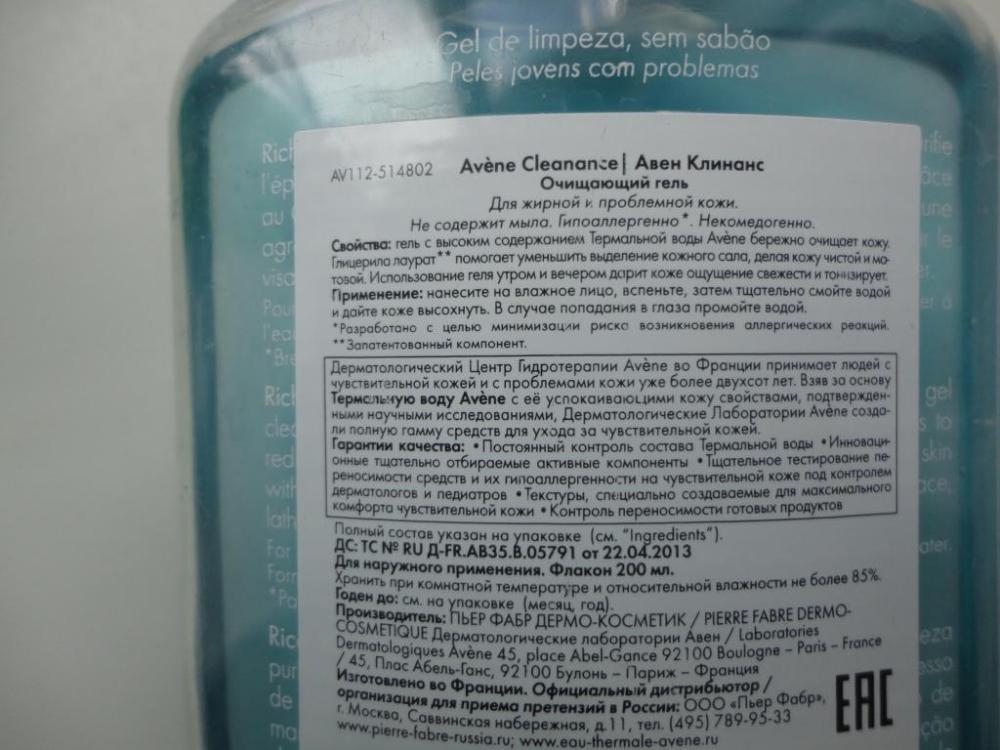 Gel de limpeza, sem sabão
Peles jovens com problemas
AV112-514802 Avène Cleanance | Авен Клинанс
Очищающий гель
Для жирной и проблемной кожи.
Не содержит мыла. Гипоаллергенно*. Некомедогенно.
Свойства: гель с высоким содержанием Термальной воды Avène бережно очищает кожу.
Глицерила лаурат** помогает уменьшить выделение кожного сала, делая кожу чистой и ма-
товой. Использование геля утром и вечером дарит коже ощущение свежести и тонизирует.
Применение: нанесите на влажное лицо, вспеньте, затем тщательно смойте водой
и дайте коже высохнуть. В случае попадания в глаза промойте водой.
*Разработано с целью минимизации риска возникновения аллергических реакций.
**Запатентованный компонент.
Дерматологический Центр Гидротерапии Avène во Франции принимает людей с
чувствительной кожей и с проблемами кожи уже более двухсот лет. Взяв за основу
Термальную воду Avène с её успокаивающими кожу свойствами, подтвержден-
ными научными исследованиями, Дерматологические Лаборатории Avène созда-
ли полную гамму средств для ухода за чувствительной кожей.
Гарантии качества: •Постоянный контроль состава Термальной воды •Инноваци-
онные тщательно отбираемые активные компоненты •Тщательное тестирование пе-
реносимости средств и их гипоаллергенности на чувствительной коже под контролем
дерматологов и педиатров •Текстуры, специально создаваемые для максимального
комфорта чувствительной кожи •Контроль переносимости готовых продуктов
Полный состав указан на упаковке (см. "Ingredients").
ДС: ТС № RU Д-FR.АВ35.В.05791 от 22.04.2013
Для наружного применения. Флакон 200 мл.
Хранить при комнатной температуре и относительной влажности не более 85%.
Годен до: см. на упаковке (месяц, год).
Производитель: ПЬЕР ФАБР ДЕРМО-КОСМЕТИК / PIERRE FABRE DERMO-
COSMETIQUE Дерматологические лаборатории Авен / Laboratories
Dermatologiques Avène 45, place Abel-Gance 92100 Boulogne – Paris – France
/ 45, Плас Абель-Ганс, 92100 Булонь – Париж – Франция
Изготовлено во Франции. Официальный дистрибьютор /
организация для приема претензий в России: ООО «Пьер Фабр»,
г. Москва, Саввинская набережная, д.11, тел. (495) 789-95-33
www.pierre-fabre-russia.ru; www.eau-thermale-avene.ru
EAC